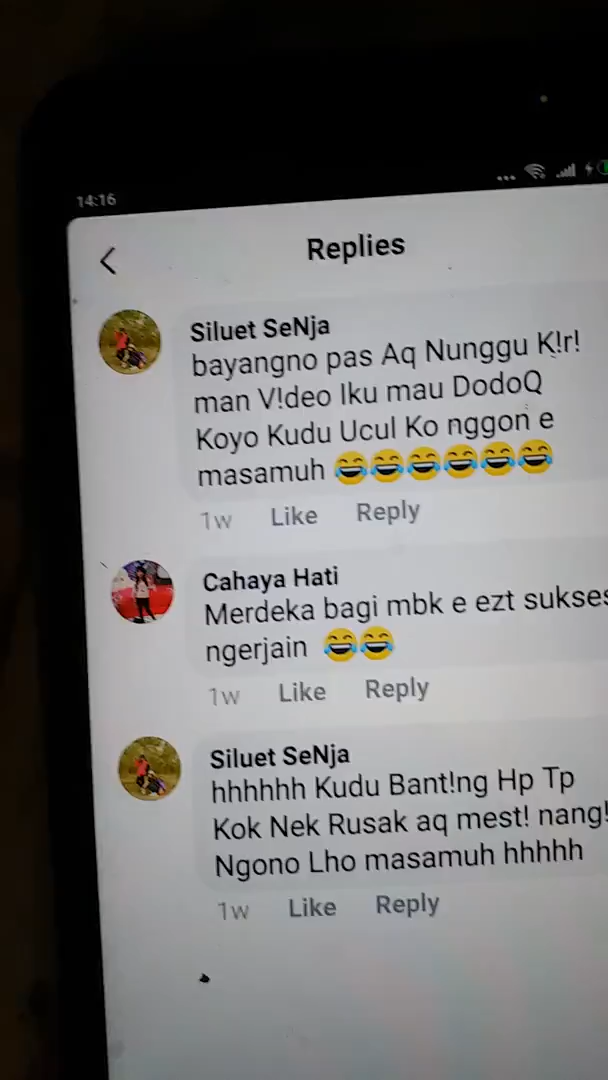 14:16
Replies
Siluet SeNja
bayangno pas Aq Nunggu K!r!
man V!deo Iku mau DodoQ
Koyo Kudu Ucul Ko nggon e
masamuh 😂😂😂😂😂😂
1w Like Reply
Cahaya Hati
Merdeka bagi mbk e ezt sukses
ngerjain 😂😂
1w Like Reply
Siluet SeNja
hhhhhh Kudu Bant!ng Hp Tp
Kok Nek Rusak aq mest! nang!
Ngono Lho masamuh hhhhh
1w Like Reply